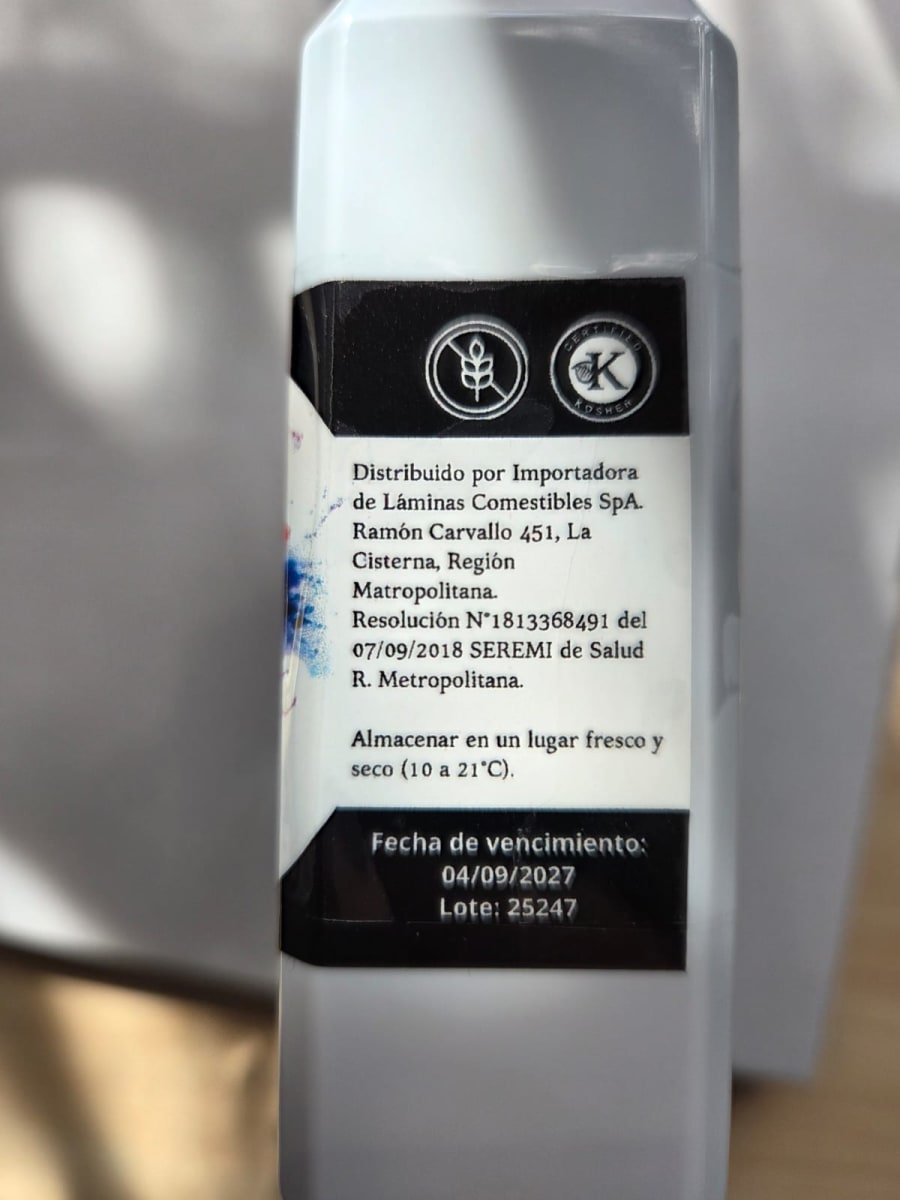 CERTIFIED
K
KOSHER
Distribuido por Importadora
de Láminas Comestibles SpA.
Ramón Carvallo 451, La
Cisterna, Región
Matropolitana.
Resolución N°1813368491 del
07/09/2018 SEREMI de Salud
R. Metropolitana.
Almacenar en un lugar fresco y
seco (10 a 21°C).
Fecha de vencimiento:
04/09/2027
Lote: 25247